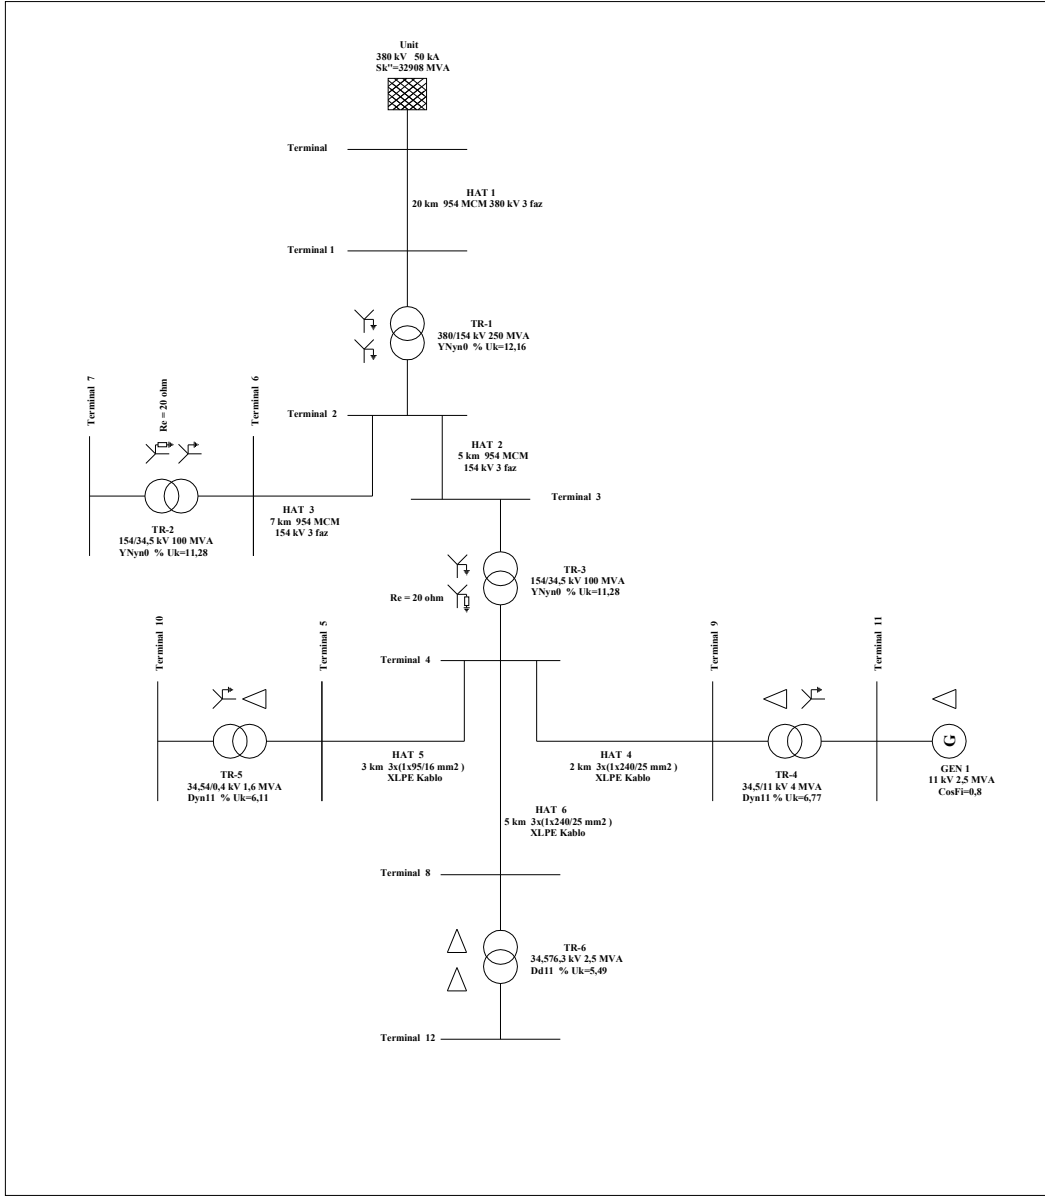 Unit
380 kV 50 kA
Sk"=32908 MVA
Terminal
HAT 1
20 km 954 MCM 380 kV 3 faz
Terminal 1
TR-1
380/154 kV 250 MVA
YNyn0 % Uk=12,16
Terminal 7
Re = 20 ohm
Terminal 6
Terminal 2
HAT 2
5 km 954 MCM
154 kV 3 faz
Terminal 3
HAT 3
7 km 954 MCM
154 kV 3 faz
TR-2
154/34,5 kV 100 MVA
YNyn0 % Uk=11,28
TR-3
154/34,5 kV 100 MVA
YNyn0 % Uk=11,28
Re = 20 ohm
Terminal 10
Terminal 5
Terminal 4
Terminal 9
Terminal 11
HAT 5
3 km 3x(1x95/16 mm2 )
XLPE Kablo
HAT 4
2 km 3x(1x240/25 mm2 )
XLPE Kablo
TR-5
34,54/0,4 kV 1,6 MVA
Dyn11 % Uk=6,11
TR-4
34,5/11 kV 4 MVA
Dyn11 % Uk=6,77
G
GEN 1
11 kV 2,5 MVA
CosFi=0,8
HAT 6
5 km 3x(1x240/25 mm2 )
XLPE Kablo
Terminal 8
TR-6
34,576,3 kV 2,5 MVA
Dd11 % Uk=5,49
Terminal 12